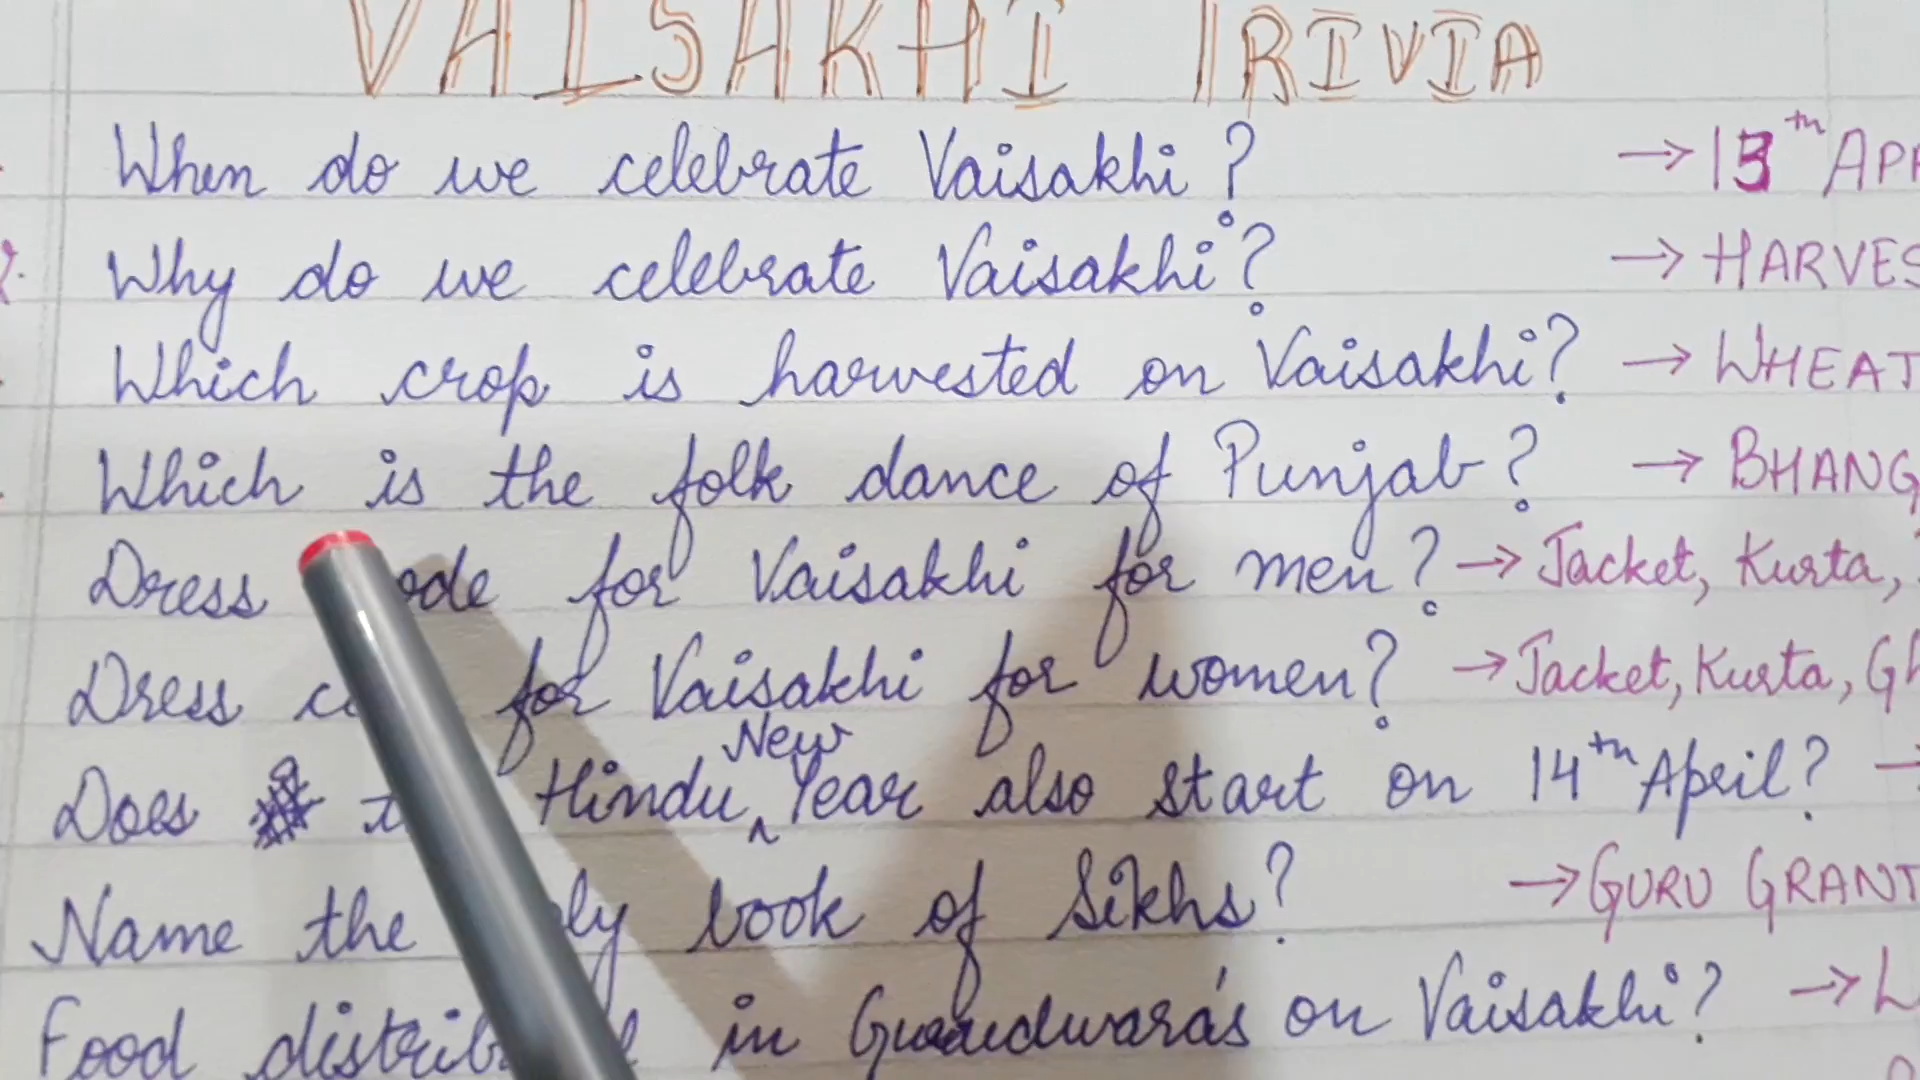 VAISAKHI TRIVIA
When do we celebrate Vaisakhi? → 13th APR
2. Why do we celebrate Vaisakhi? → HARVES
Which crop is harvested on Vaisakhi? → WHEAT
Which is the folk dance of Punjab? → BHANG
Dress ode for Vaisakhi for men? → Jacket, Kurta,
Dress for Vaisakhi for women? → Jacket, Kurta, Gh
Does Hindu New Year also start on 14th April? →
Name the book of Sikhs? → GURU GRANT
Food in Gurudwara's on Vaisakhi? → L